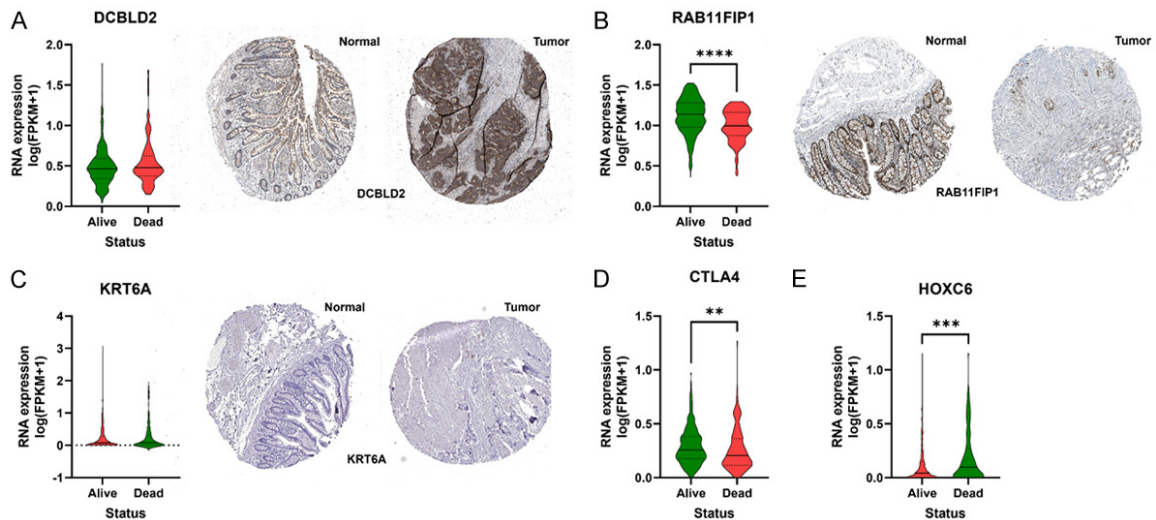 A
DCBLD2
RNA expression
log(FPKM+1)
2.0
1.5
1.0
0.5
0.0
Alive
Dead
Status
Normal
Tumor
DCBLD2
B
RAB11FIP1
RNA expression
log(FPKM+1)
2.0
1.5
1.0
0.5
0.0
****
Alive
Dead
Status
Normal
Tumor
RAB11FIP1
C
KRT6A
RNA expression
log(FPKM+1)
4
3
2
1
0
-1
Alive
Dead
Status
Normal
Tumor
KRT6A
D
CTLA4
RNA expression
log(FPKM+1)
1.5
1.0
0.5
0.0
**
Alive
Dead
Status
E
HOXC6
RNA expression
log(FPKM+1)
1.5
1.0
0.5
0.0
***
Alive
Dead
Status